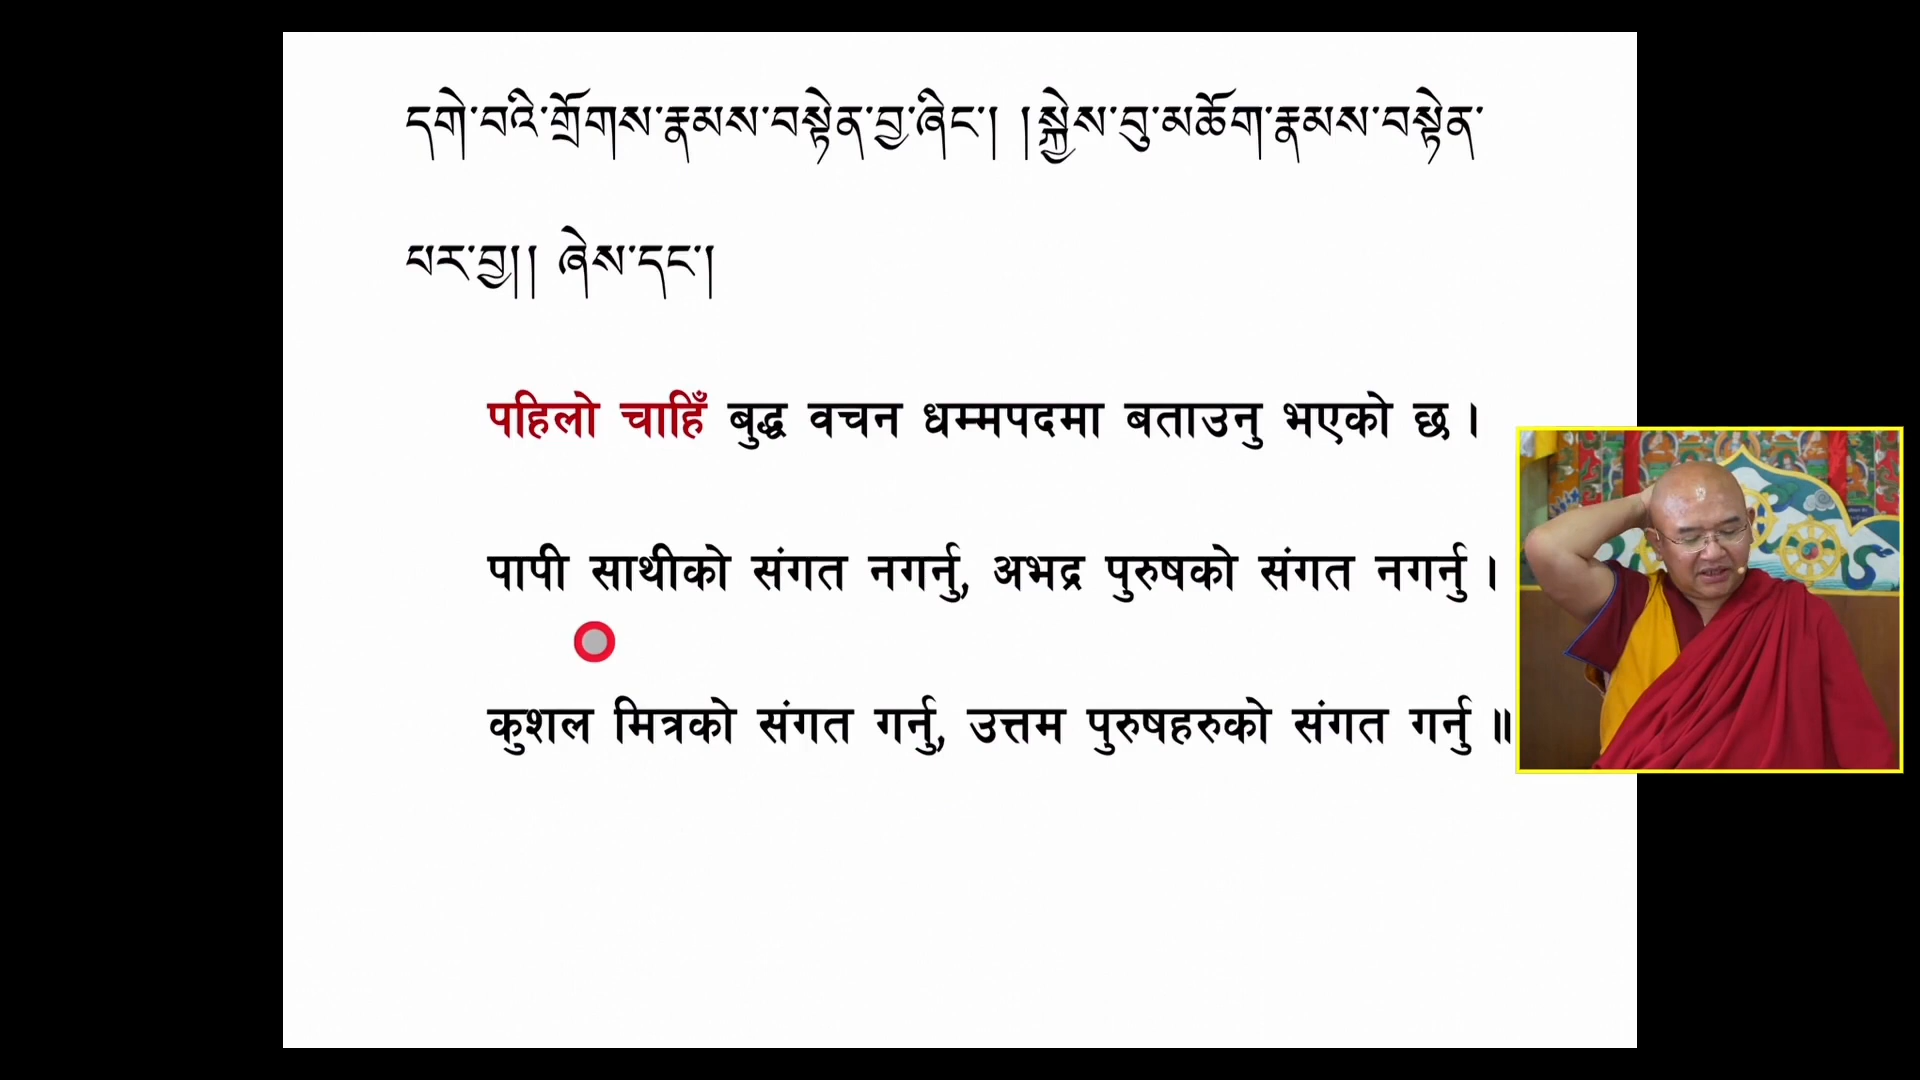 དགེ་བའི་གྲོགས་རྣམས་བསྟེན་བྱ་ཞིང་། །སྐྱེས་བུ་མཆོག་རྣམས་བསྟེན་
པར་བྱ།། ཞེས་དང་།
पहिलो चाहिँ बुद्ध वचन धम्मपदमा बताउनु भएको छ ।
पापी साथीको संगत नगर्नु, अभद्र पुरुषको संगत नगर्नु ।
कुशल मित्रको संगत गर्नु, उत्तम पुरुषहरुको संगत गर्नु ॥